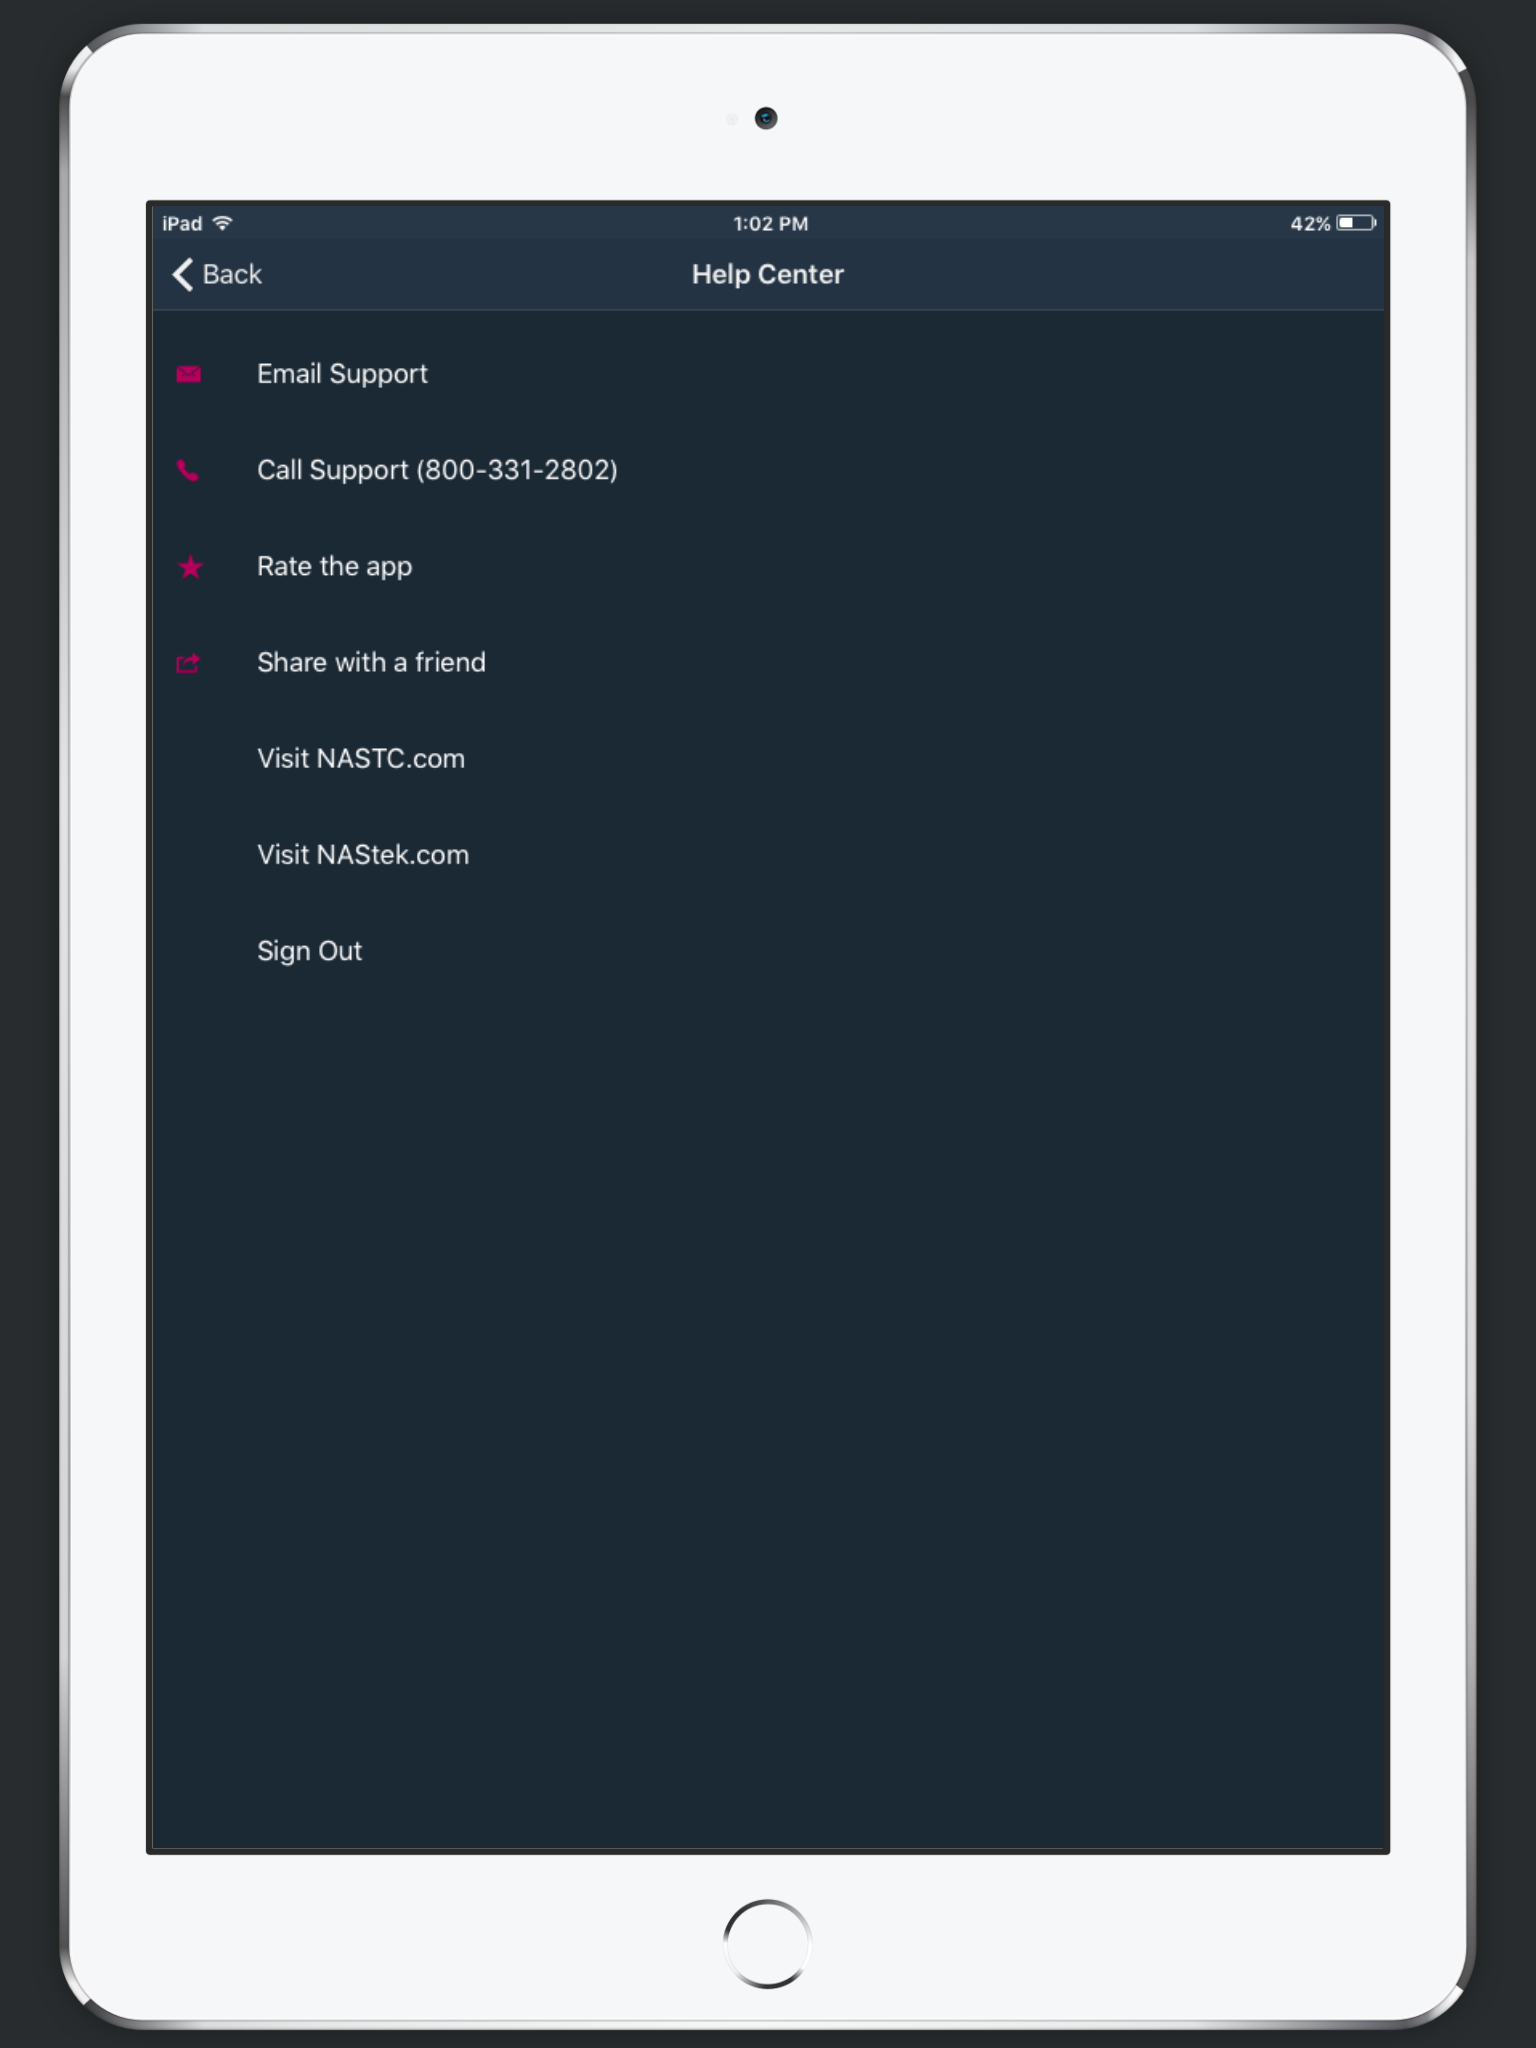 iPad 1:02 PM 42%
Back Help Center
Email Support
Call Support (800-331-2802)
Rate the app
Share with a friend
Visit NASTC.com
Visit NAStek.com
Sign Out